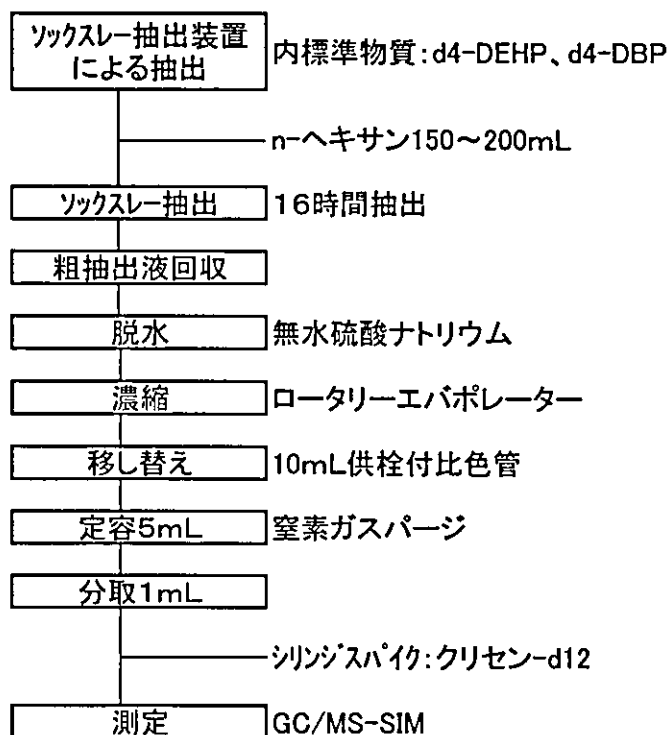 ソックスレー抽出装置
による抽出
内標準物質：d4-DEHP、d4-DBP
n-ヘキサン150～200mL
ソックスレー抽出
16時間抽出
粗抽出液回収
脱水
無水硫酸ナトリウム
濃縮
ロータリーエバポレーター
移し替え
10mL供栓付比色管
定容5mL
窒素ガスパージ
分取1mL
シリンジスパイク：クリセン-d12
測定
GC/MS-SIM